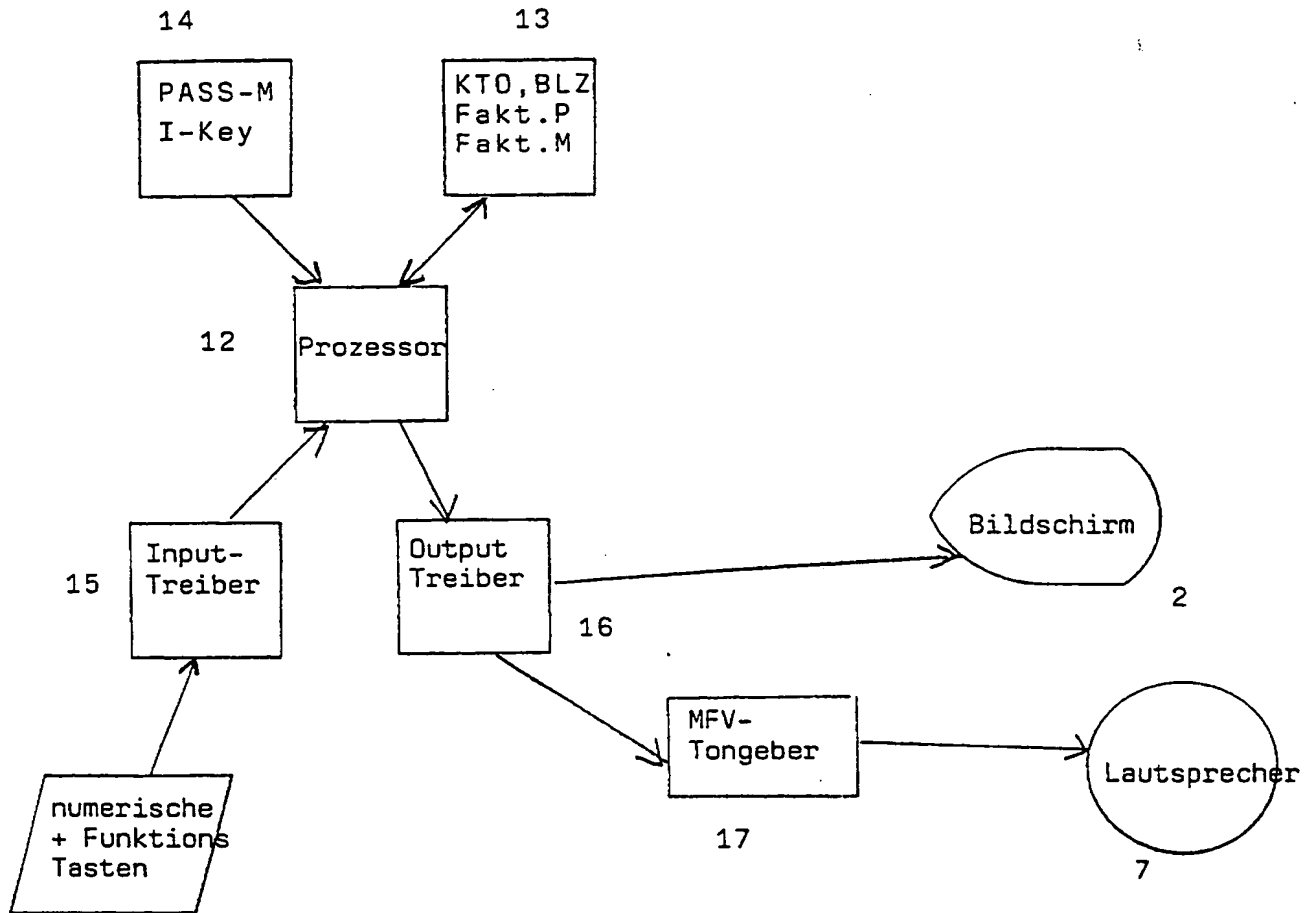 14
13
PASS-M
I-Key
KTO,BLZ
Fakt.P
Fakt.M
12
Prozessor
15
Input-
Treiber
Output
Treiber
16
Bildschirm
2
MFV-
Tongeber
17
Lautsprecher
7
numerische
+ Funktions
Tasten